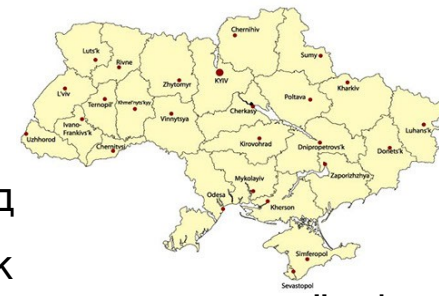 Chernihiv
Luts'k
Rivne
Sumy
Zhytomyr
KYIV
Kharkiv
L'viv
Ternopil'
Khmel'nyts'kyy
Poltava
Cherkasy
Vinnytsya
Luhans'k
Ivano-
Frankivs'k
Uzhhorod
Chernivtsi
Kirovohrad
Dnipropetrovs'k
Donets'k
Zaporizhzhya
Mykolayiv
Odesa
Kherson
Simferopol
Sevastopol
д
к